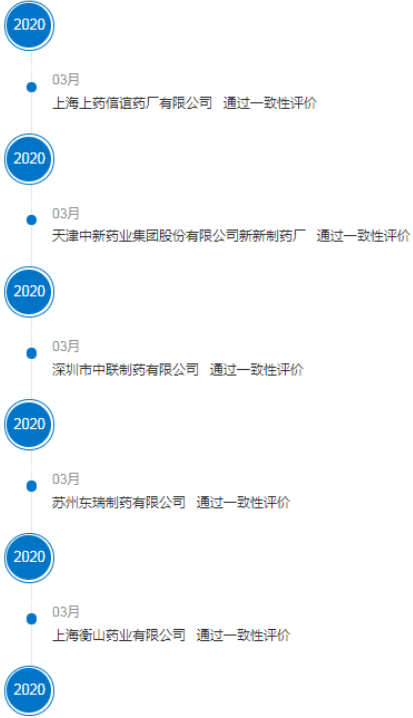 2020
03月
上海上药信谊药厂有限公司 通过一致性评价
2020
03月
天津中新药业集团股份有限公司新新制药厂 通过一致性评价
2020
03月
深圳市中联制药有限公司 通过一致性评价
2020
03月
苏州东瑞制药有限公司 通过一致性评价
2020
03月
上海衡山药业有限公司 通过一致性评价
2020